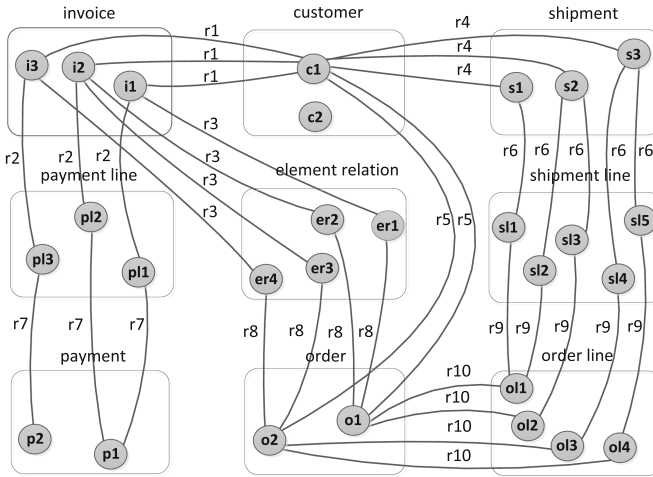 invoice customer shipment
r1 r4
i3 i2 r1 c1 r4 s3
i1 r1 r4 s1 s2
c2
r3
r2 r2 r2 r3 r6 r6 r6 r6 r6
payment line element relation shipment line
r3
r3
pl2 er2 er1 r5 r5 sl1 sl3 sl5
pl3 pl1 er4 er3 sl2 sl4
r7 r7 r7 r8 r8 r8 r8 r9 r9 r9 r9 r9
payment order order line
r10 ol1
r10
p2 p1 o2 o1 r10 ol2 ol3 ol4
r10